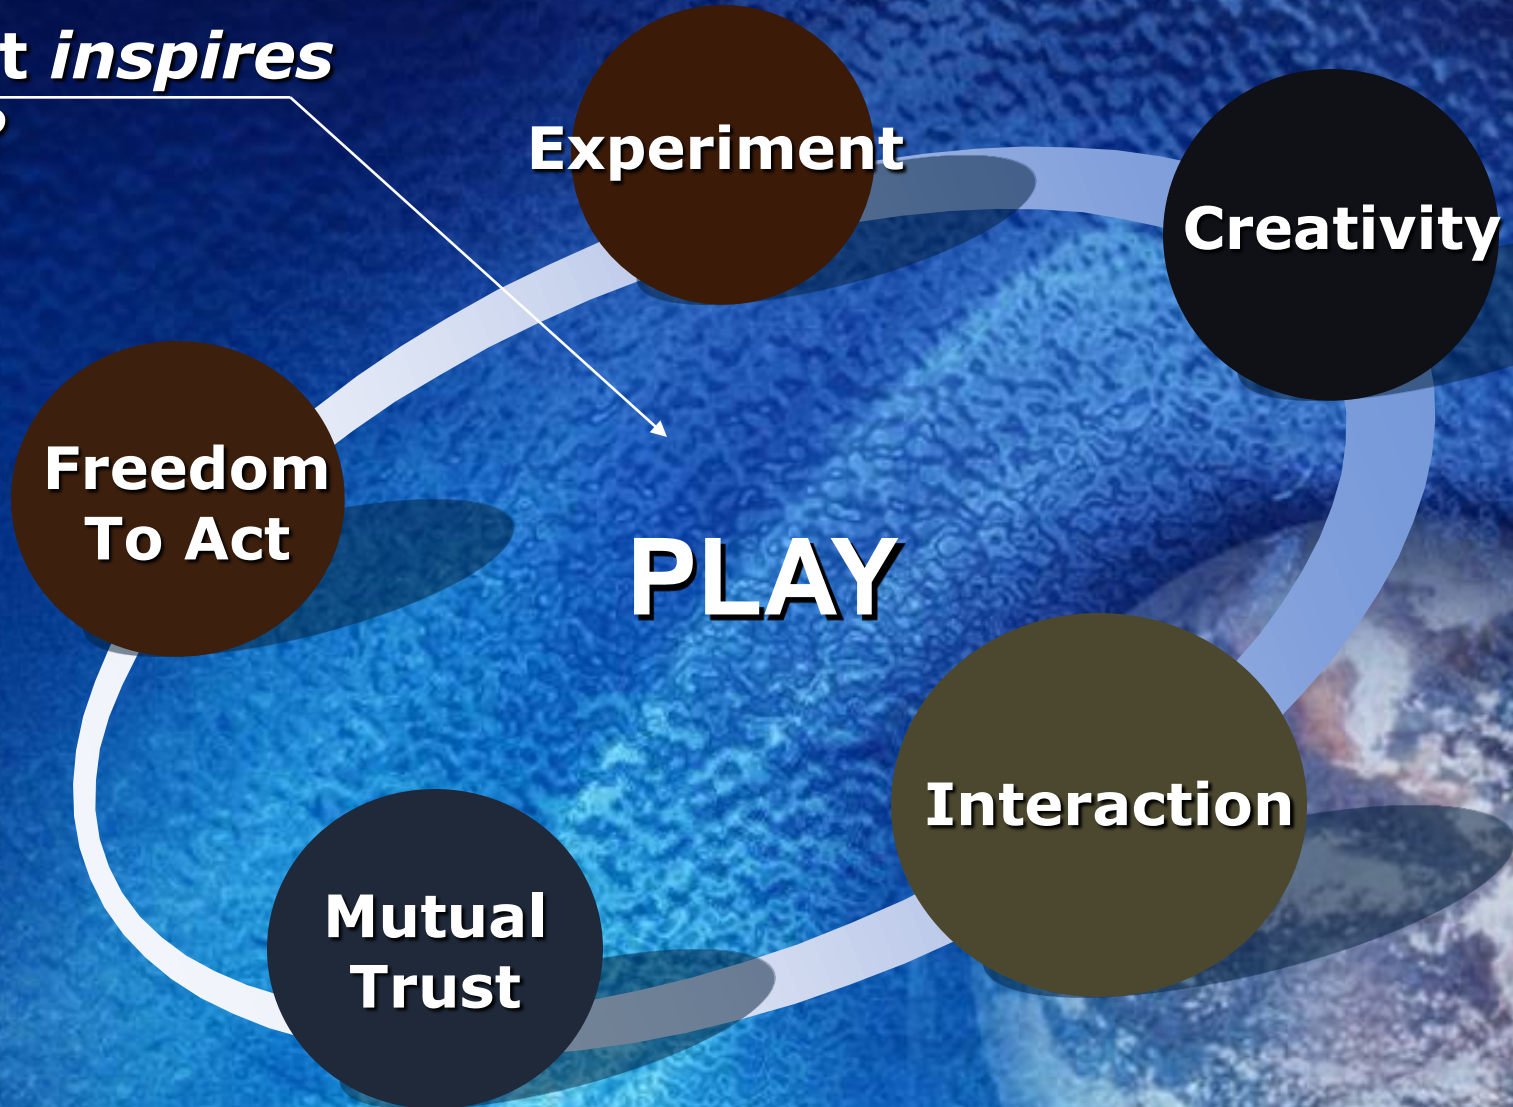 t inspires
?
Experiment
Creativity
Freedom
To Act
PLAY
Interaction
Mutual
Trust